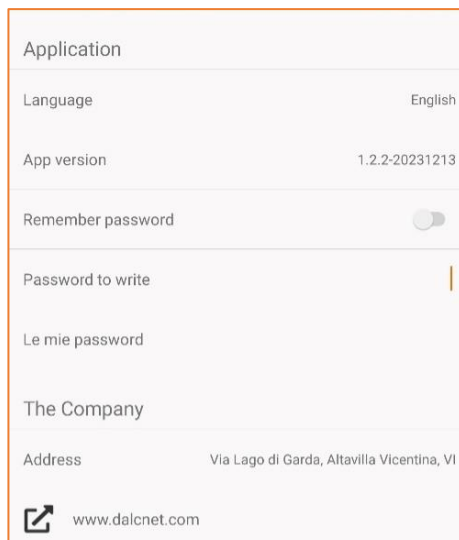 Application
Language English
App version 1.2.2-20231213
Remember password
Password to write
Le mie password
The Company
Address Via Lago di Garda, Altavilla Vicentina, VI
www.dalcnet.com